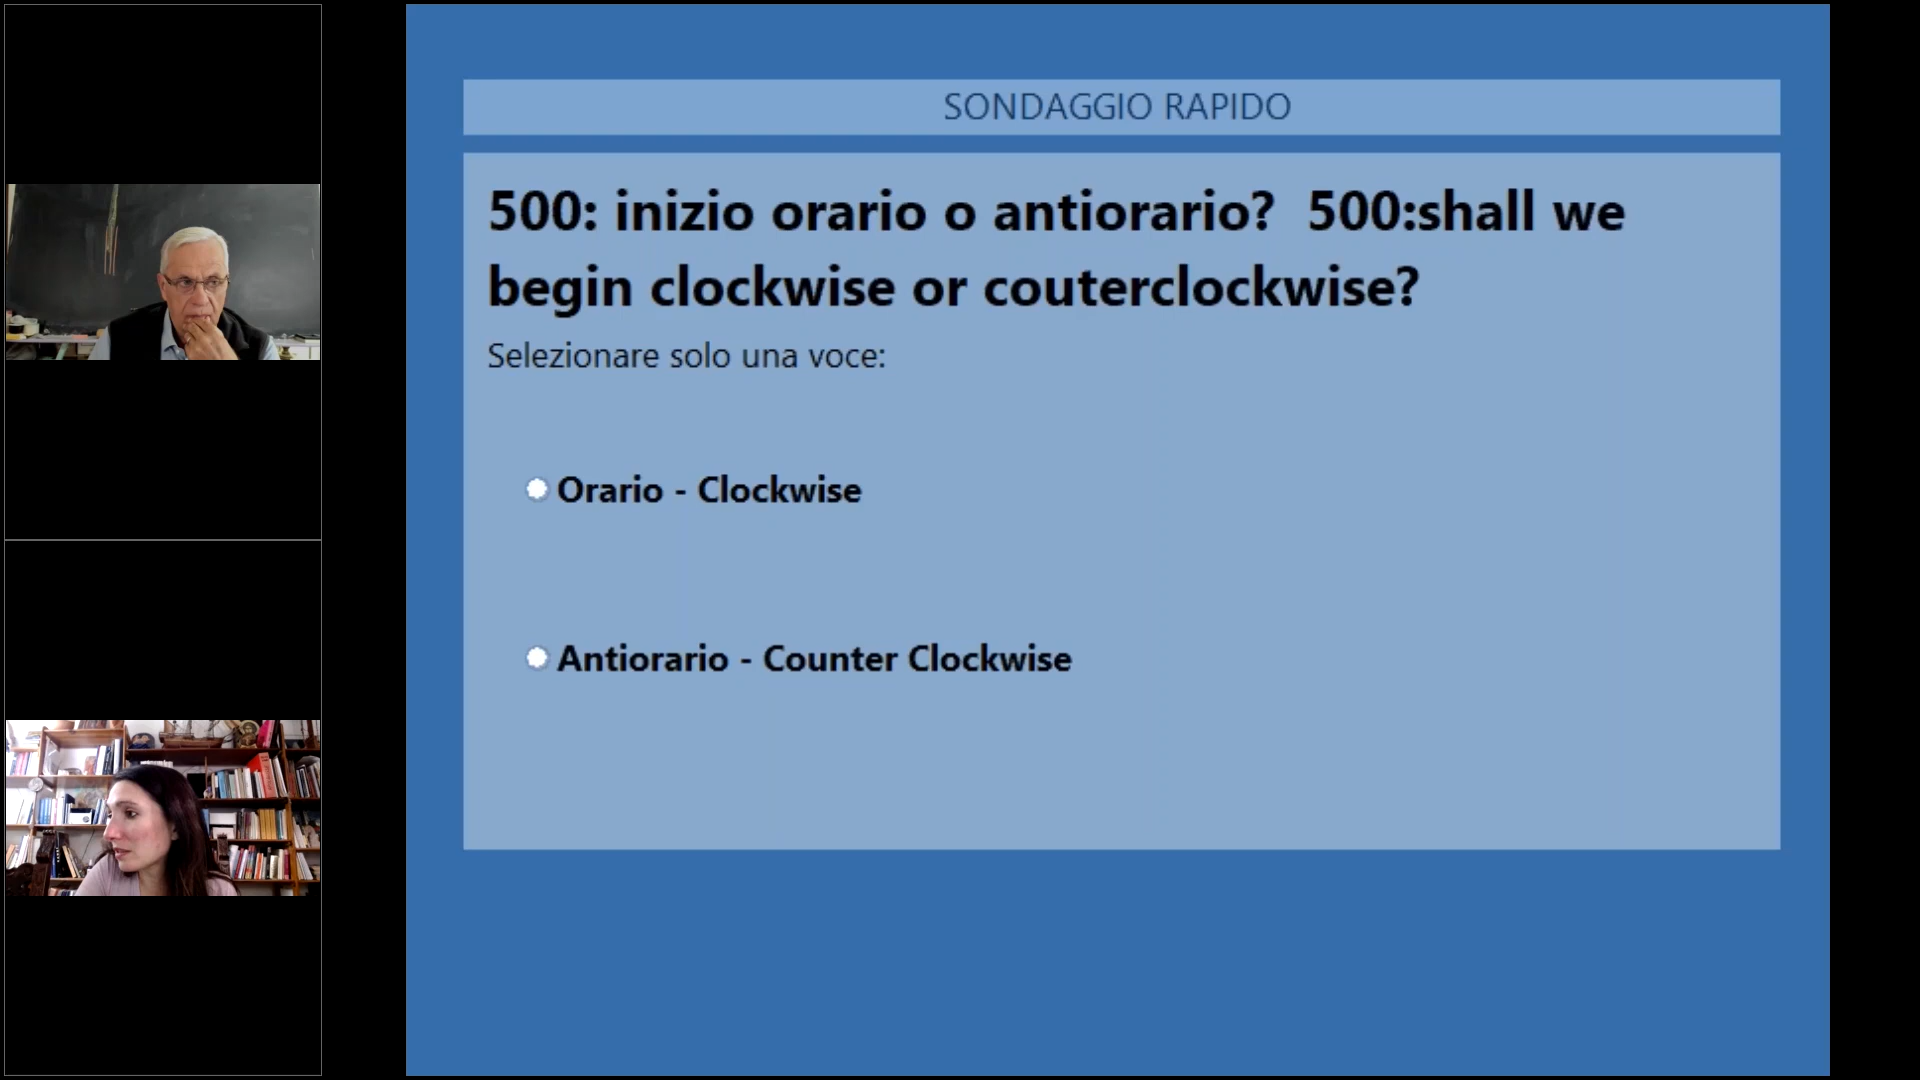 SONDAGGIO RAPIDO
500: inizio orario o antiorario?  500:shall we
begin clockwise or couterclockwise?
Selezionare solo una voce:
Orario - Clockwise
Antiorario - Counter Clockwise